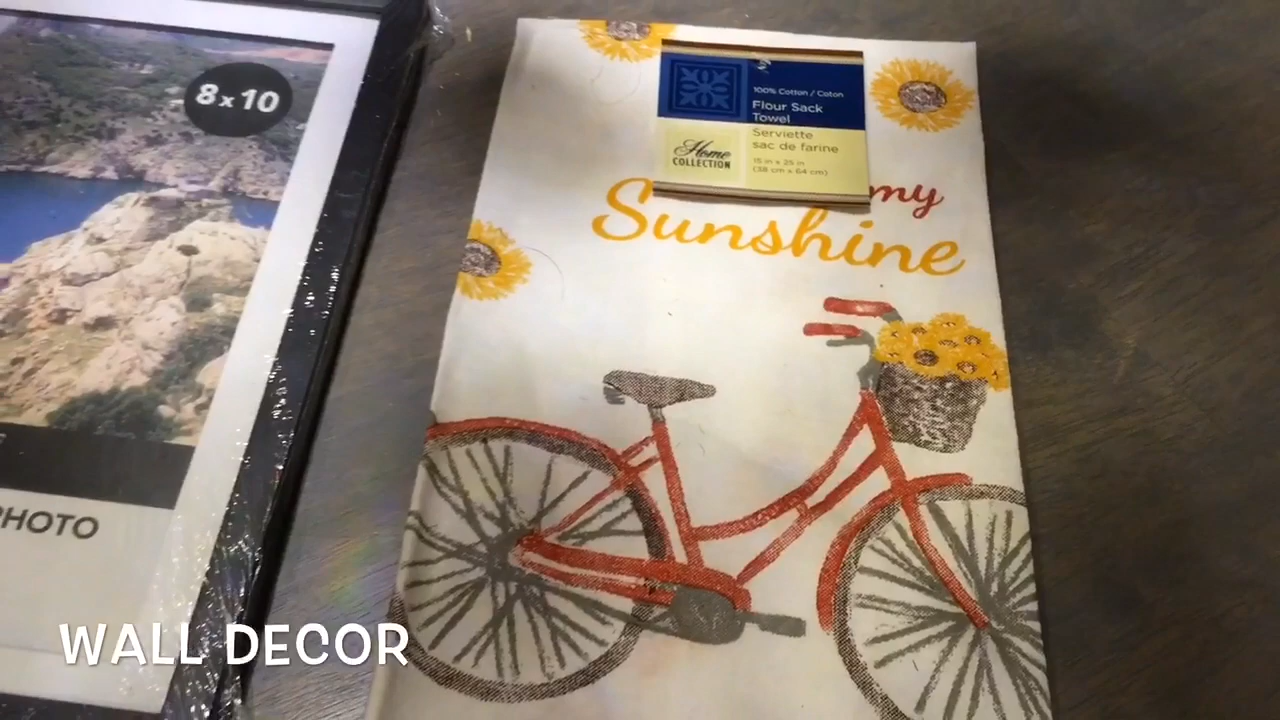 8x10
PHOTO
100% Cotton / Coton
Flour Sack
Towel
Serviette
sac de farine
15 in x 25 in
(38 cm x 64 cm)
Home
COLLECTION
my
Sunshine
WALL DECOR